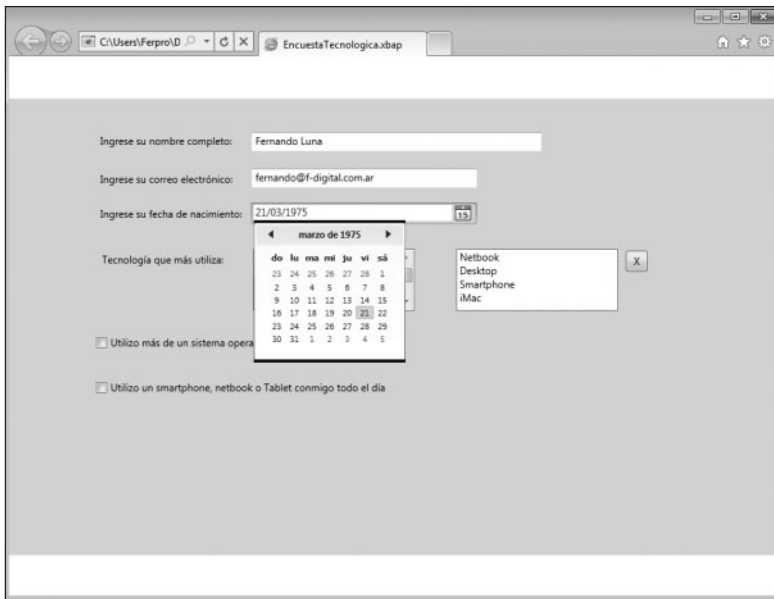 C:\Users\Ferpro\D
EncuestaTecnologica.xbap
Ingrese su nombre completo:
Fernando Luna
Ingrese su correo electrónico:
fernando@f-digital.com.ar
Ingrese su fecha de nacimiento:
21/03/1975
15
marzo de 1975
do lu ma mi ju vi sá
23 24 25 26 27 28 1
2 3 4 5 6 7 8
9 10 11 12 13 14 15
16 17 18 19 20 21 22
23 24 25 26 27 28 29
30 31 1 2 3 4 5
Tecnología que más utiliza:
Netbook
Desktop
Smartphone
iMac
X
Utilizo más de un sistema opera
Utilizo un smartphone, netbook o Tablet conmigo todo el día